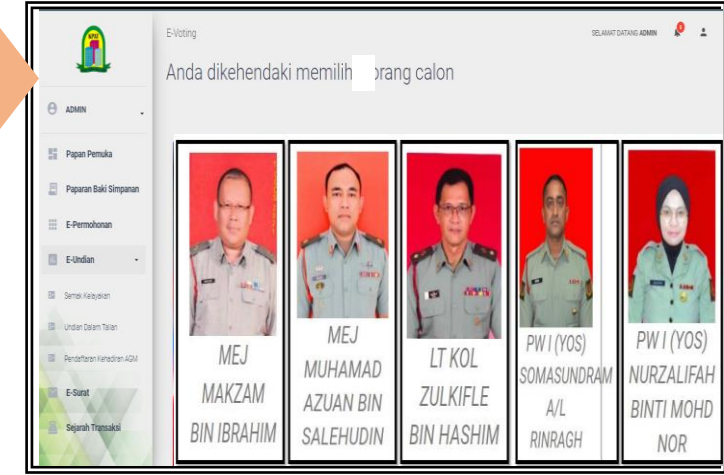 KPAT
E-Voting
SELAMAT DATANG ADMIN
Anda dikehendaki memilih orang calon
ADMIN
Papan Pemuka
Paparan Baki Simpanan
E-Permohonan
E-Undian
Semak Kelayakan
Undian Dalam Talian
Pendaftaran Kehadiran AGM
E-Surat
Sejarah Transaksi
MEJ
MAKZAM
BIN IBRAHIM
MEJ
MUHAMAD
AZUAN BIN
SALEHUDIN
LT KOL
ZULKIFLE
BIN HASHIM
PW I (YOS)
SOMASUNDRAM
A/L
RINRAGH
PW I (YOS)
NURZALIFAH
BINTI MOHD
NOR